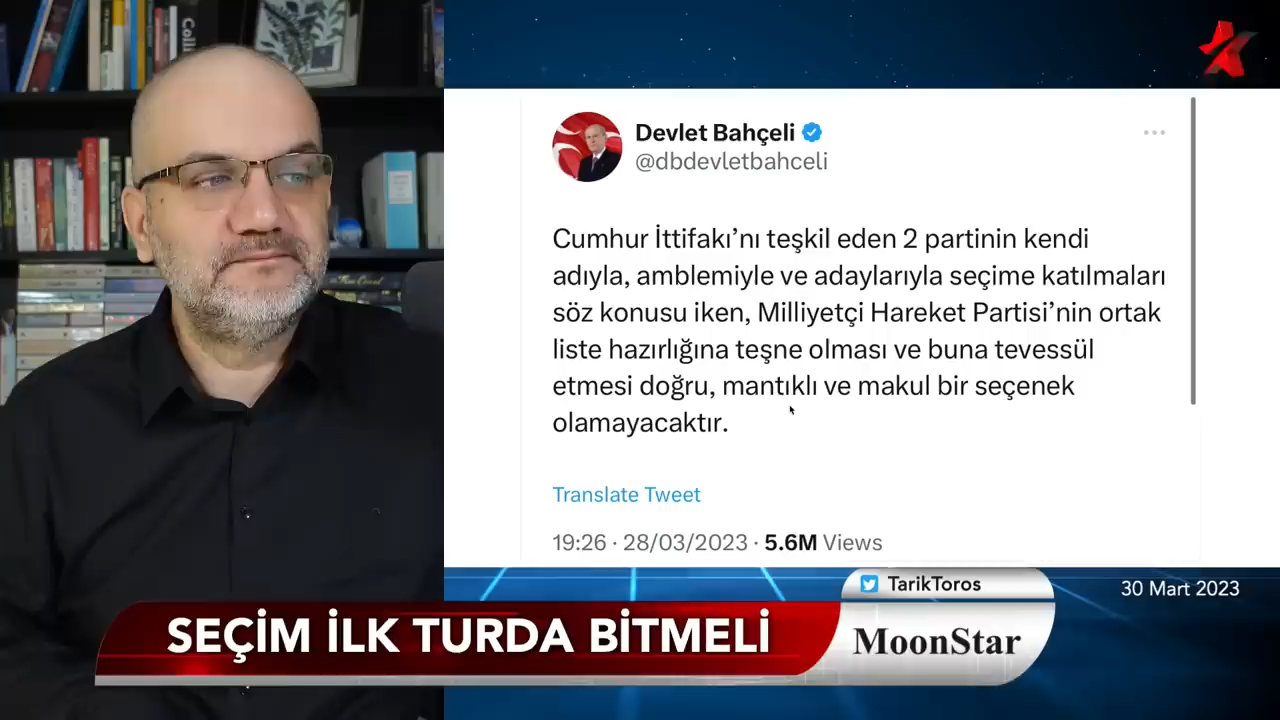 Devlet Bahçeli
@dbdevletbahceli
Cumhur İttifakı’nı teşkil eden 2 partinin kendi
adıyla, amblemiyle ve adaylarıyla seçime katılmaları
söz konusu iken, Milliyetçi Hareket Partisi’nin ortak
liste hazırlığına teşne olması ve buna tevessül
etmesi doğru, mantıklı ve makul bir seçenek
olamayacaktır.
Translate Tweet
19:26 · 28/03/2023 · 5.6M Views
TarikToros
30 Mart 2023
SEÇİM İLK TURDA BİTMELİ
MoonStar